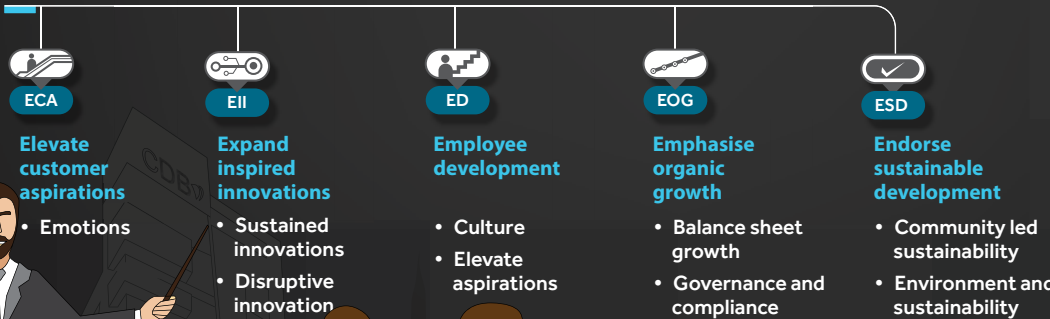 ECA
Elevate
customer
aspirations
• Emotions
EII
Expand
inspired
innovations
• Sustained
innovations
• Disruptive
innovation
ED
Employee
development
• Culture
• Elevate
aspirations
EOG
Emphasise
organic
growth
• Balance sheet
growth
• Governance and
compliance
ESD
Endorse
sustainable
development
• Community led
sustainability
• Environment and
sustainability
CDB